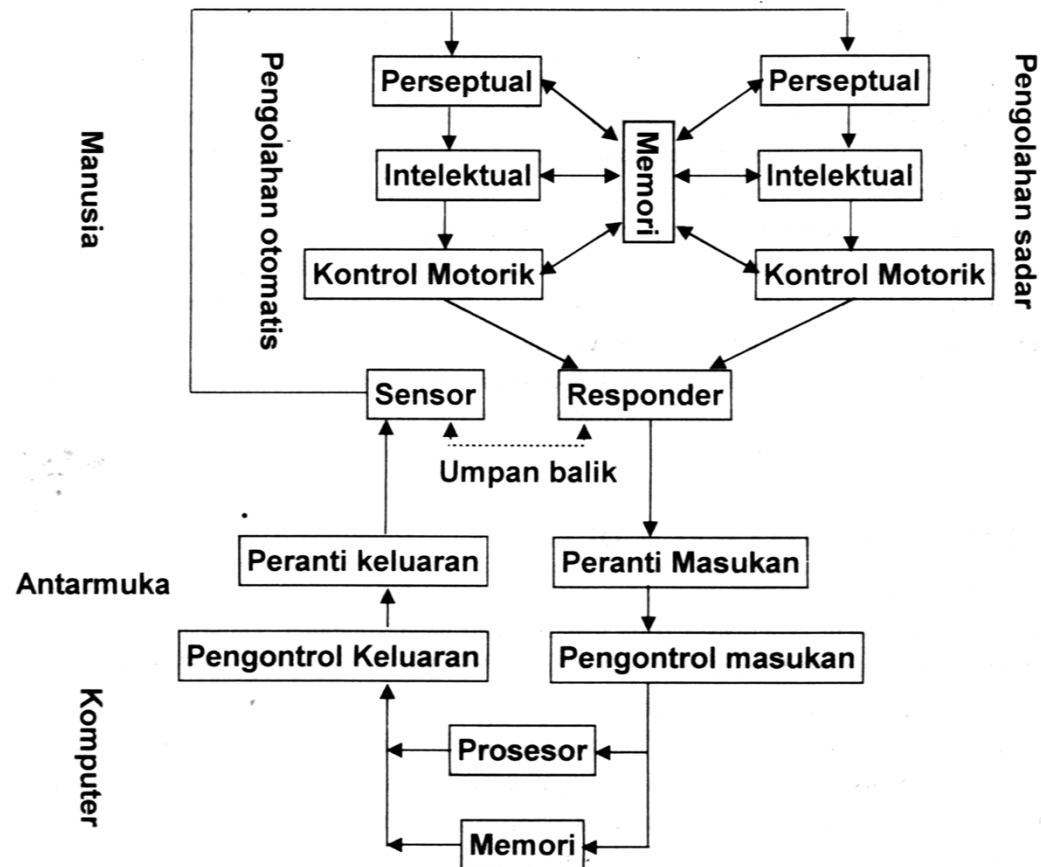 Perseptual
Perseptual
Pengolahan otomatis
Pengolahan sadar
Manusia
Memori
Intelektual
Intelektual
Kontrol Motorik
Kontrol Motorik
Sensor
Responder
Umpan balik
Peranti keluaran
Peranti Masukan
Antarmuka
Pengontrol Keluaran
Pengontrol masukan
Komputer
Prosesor
Memori